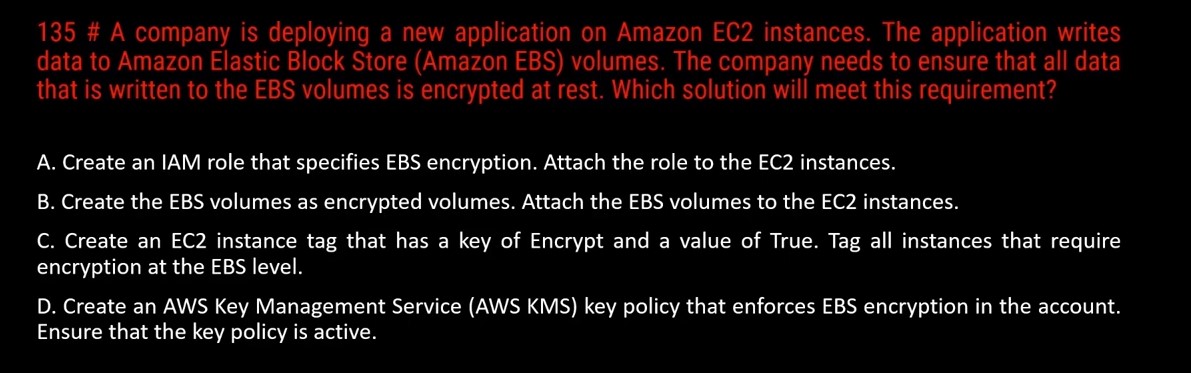 135 # A company is deploying a new application on Amazon EC2 instances. The application writes
data to Amazon Elastic Block Store (Amazon EBS) volumes. The company needs to ensure that all data
that is written to the EBS volumes is encrypted at rest. Which solution will meet this requirement?
A. Create an IAM role that specifies EBS encryption. Attach the role to the EC2 instances.
B. Create the EBS volumes as encrypted volumes. Attach the EBS volumes to the EC2 instances.
C. Create an EC2 instance tag that has a key of Encrypt and a value of True. Tag all instances that require
encryption at the EBS level.
D. Create an AWS Key Management Service (AWS KMS) key policy that enforces EBS encryption in the account.
Ensure that the key policy is active.